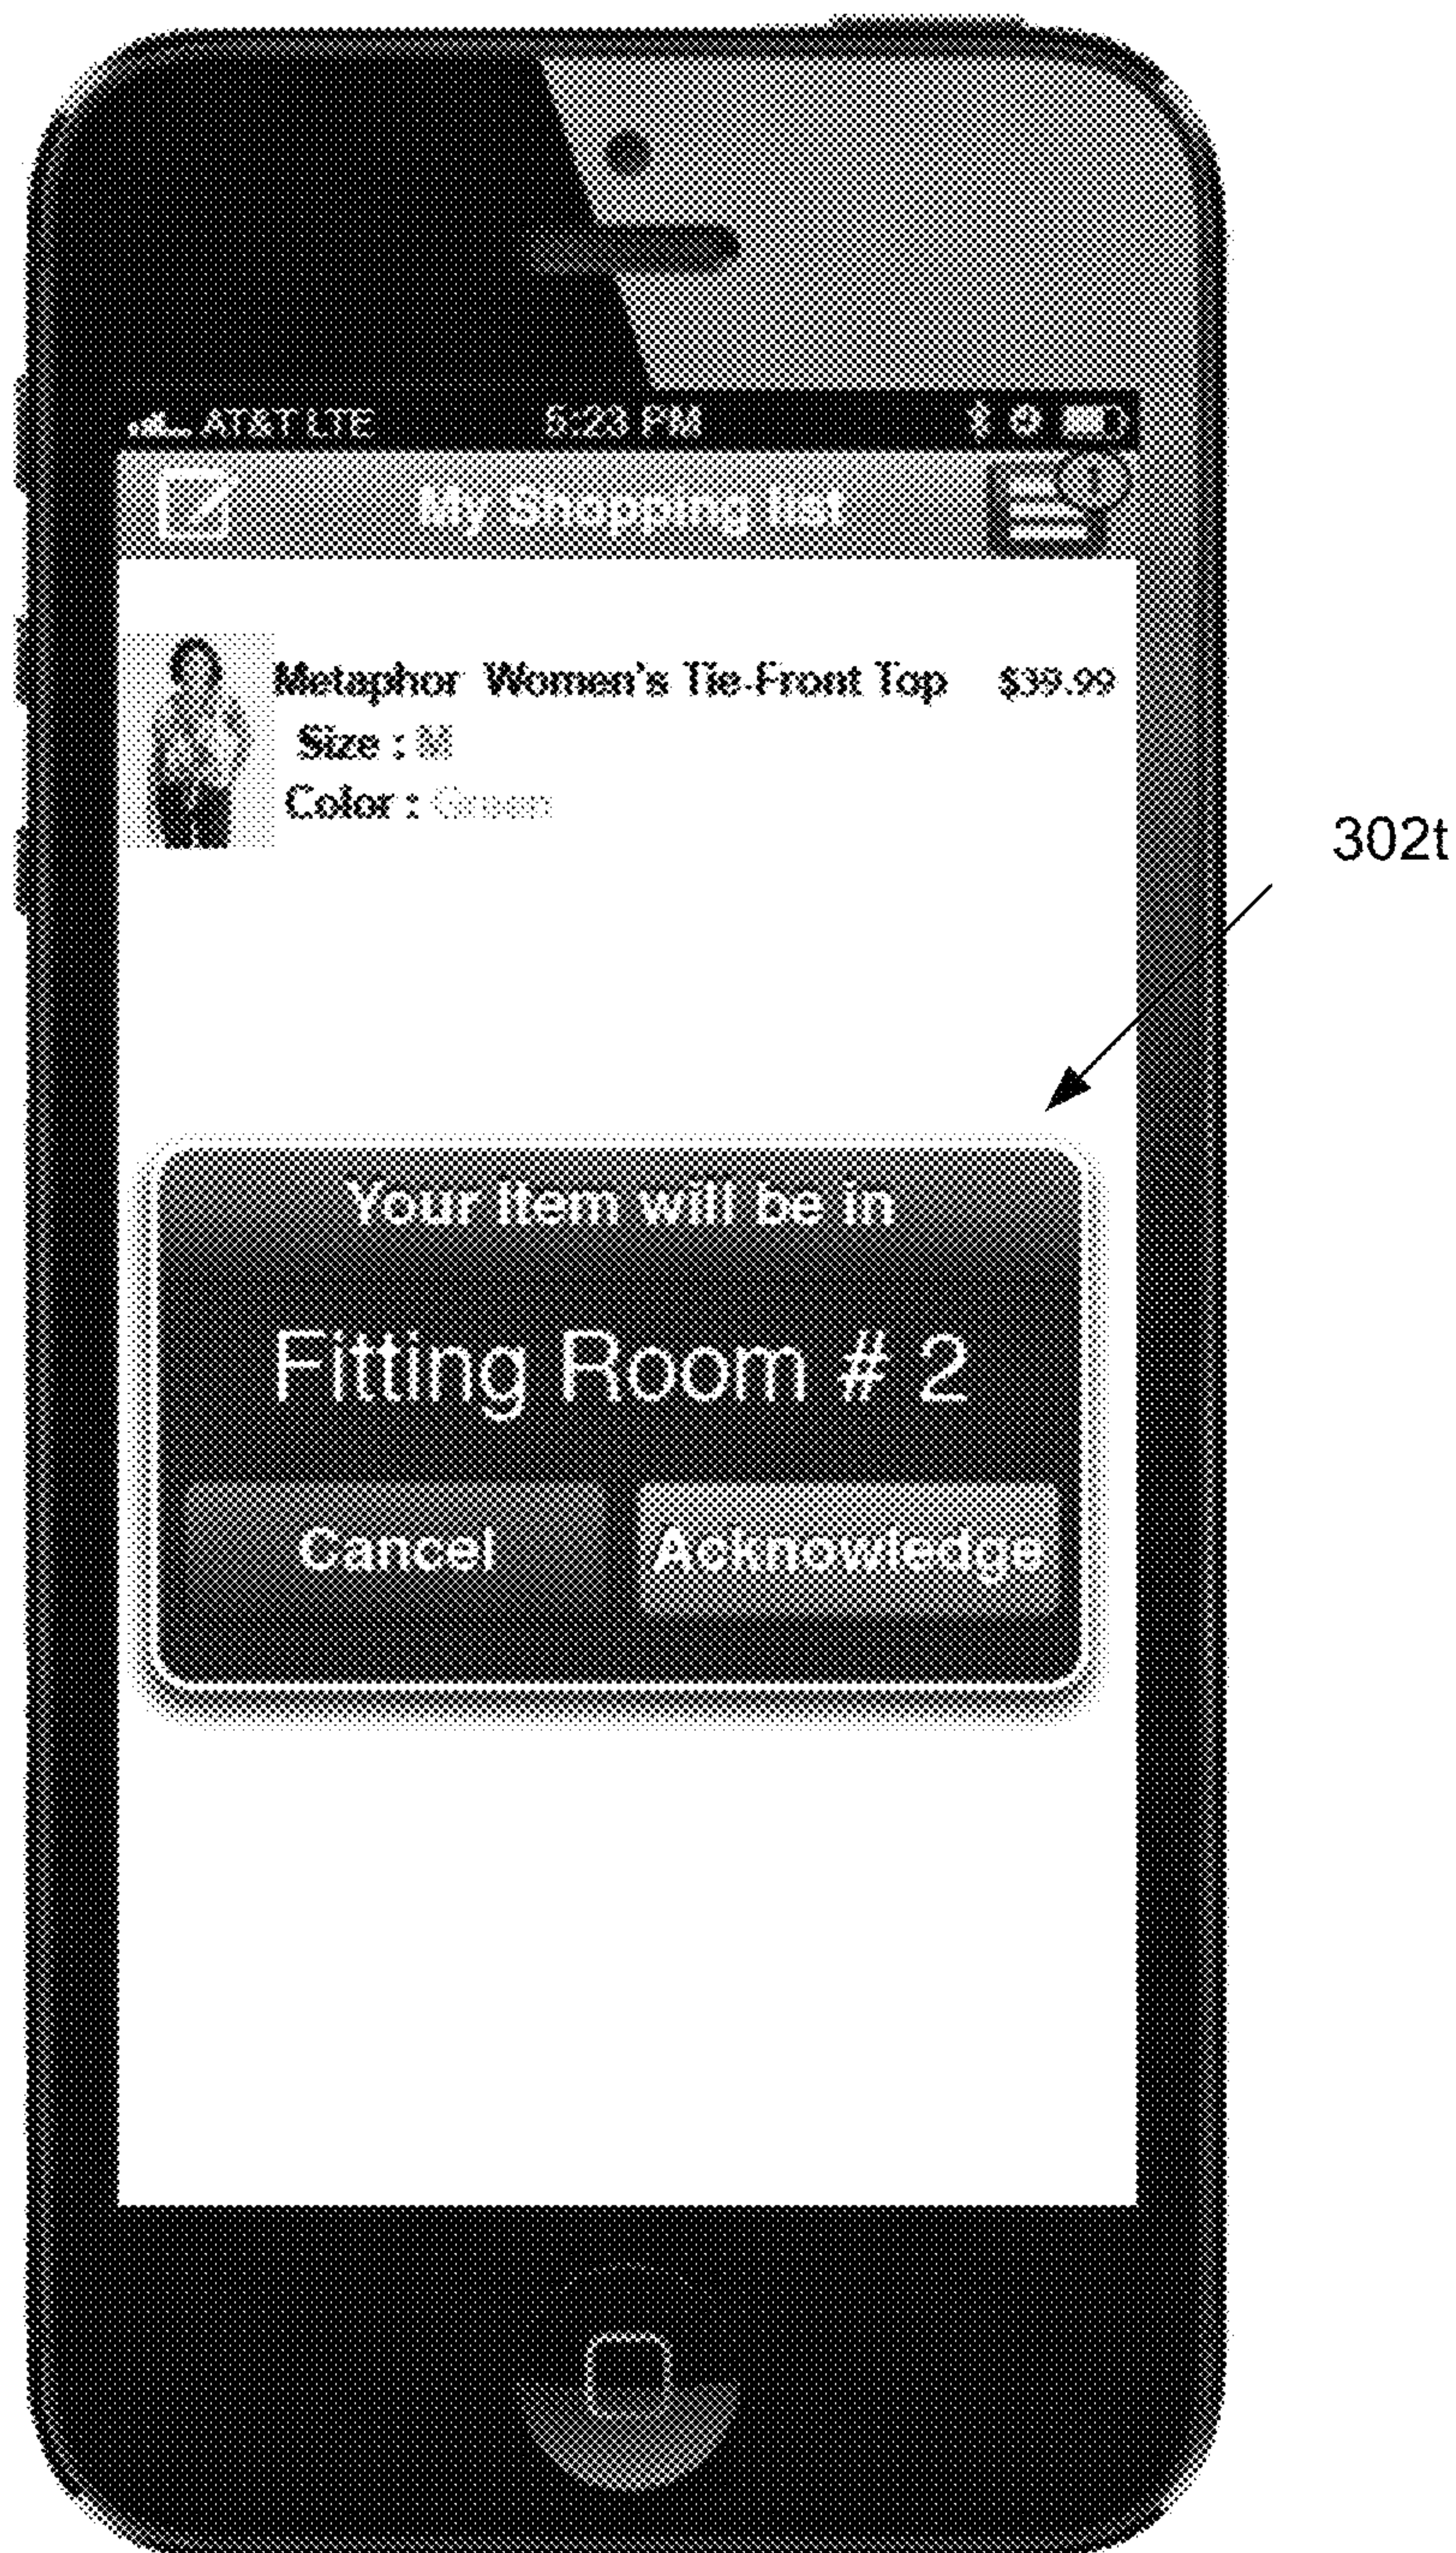 AT&T LTE 5:23 PM
My Shopping list
Metaphor Women's Tie-Front Top $39.99
Size : M
Color : Green
302t
Your Item will be in
Fitting Room # 2
Cancel Acknowledge